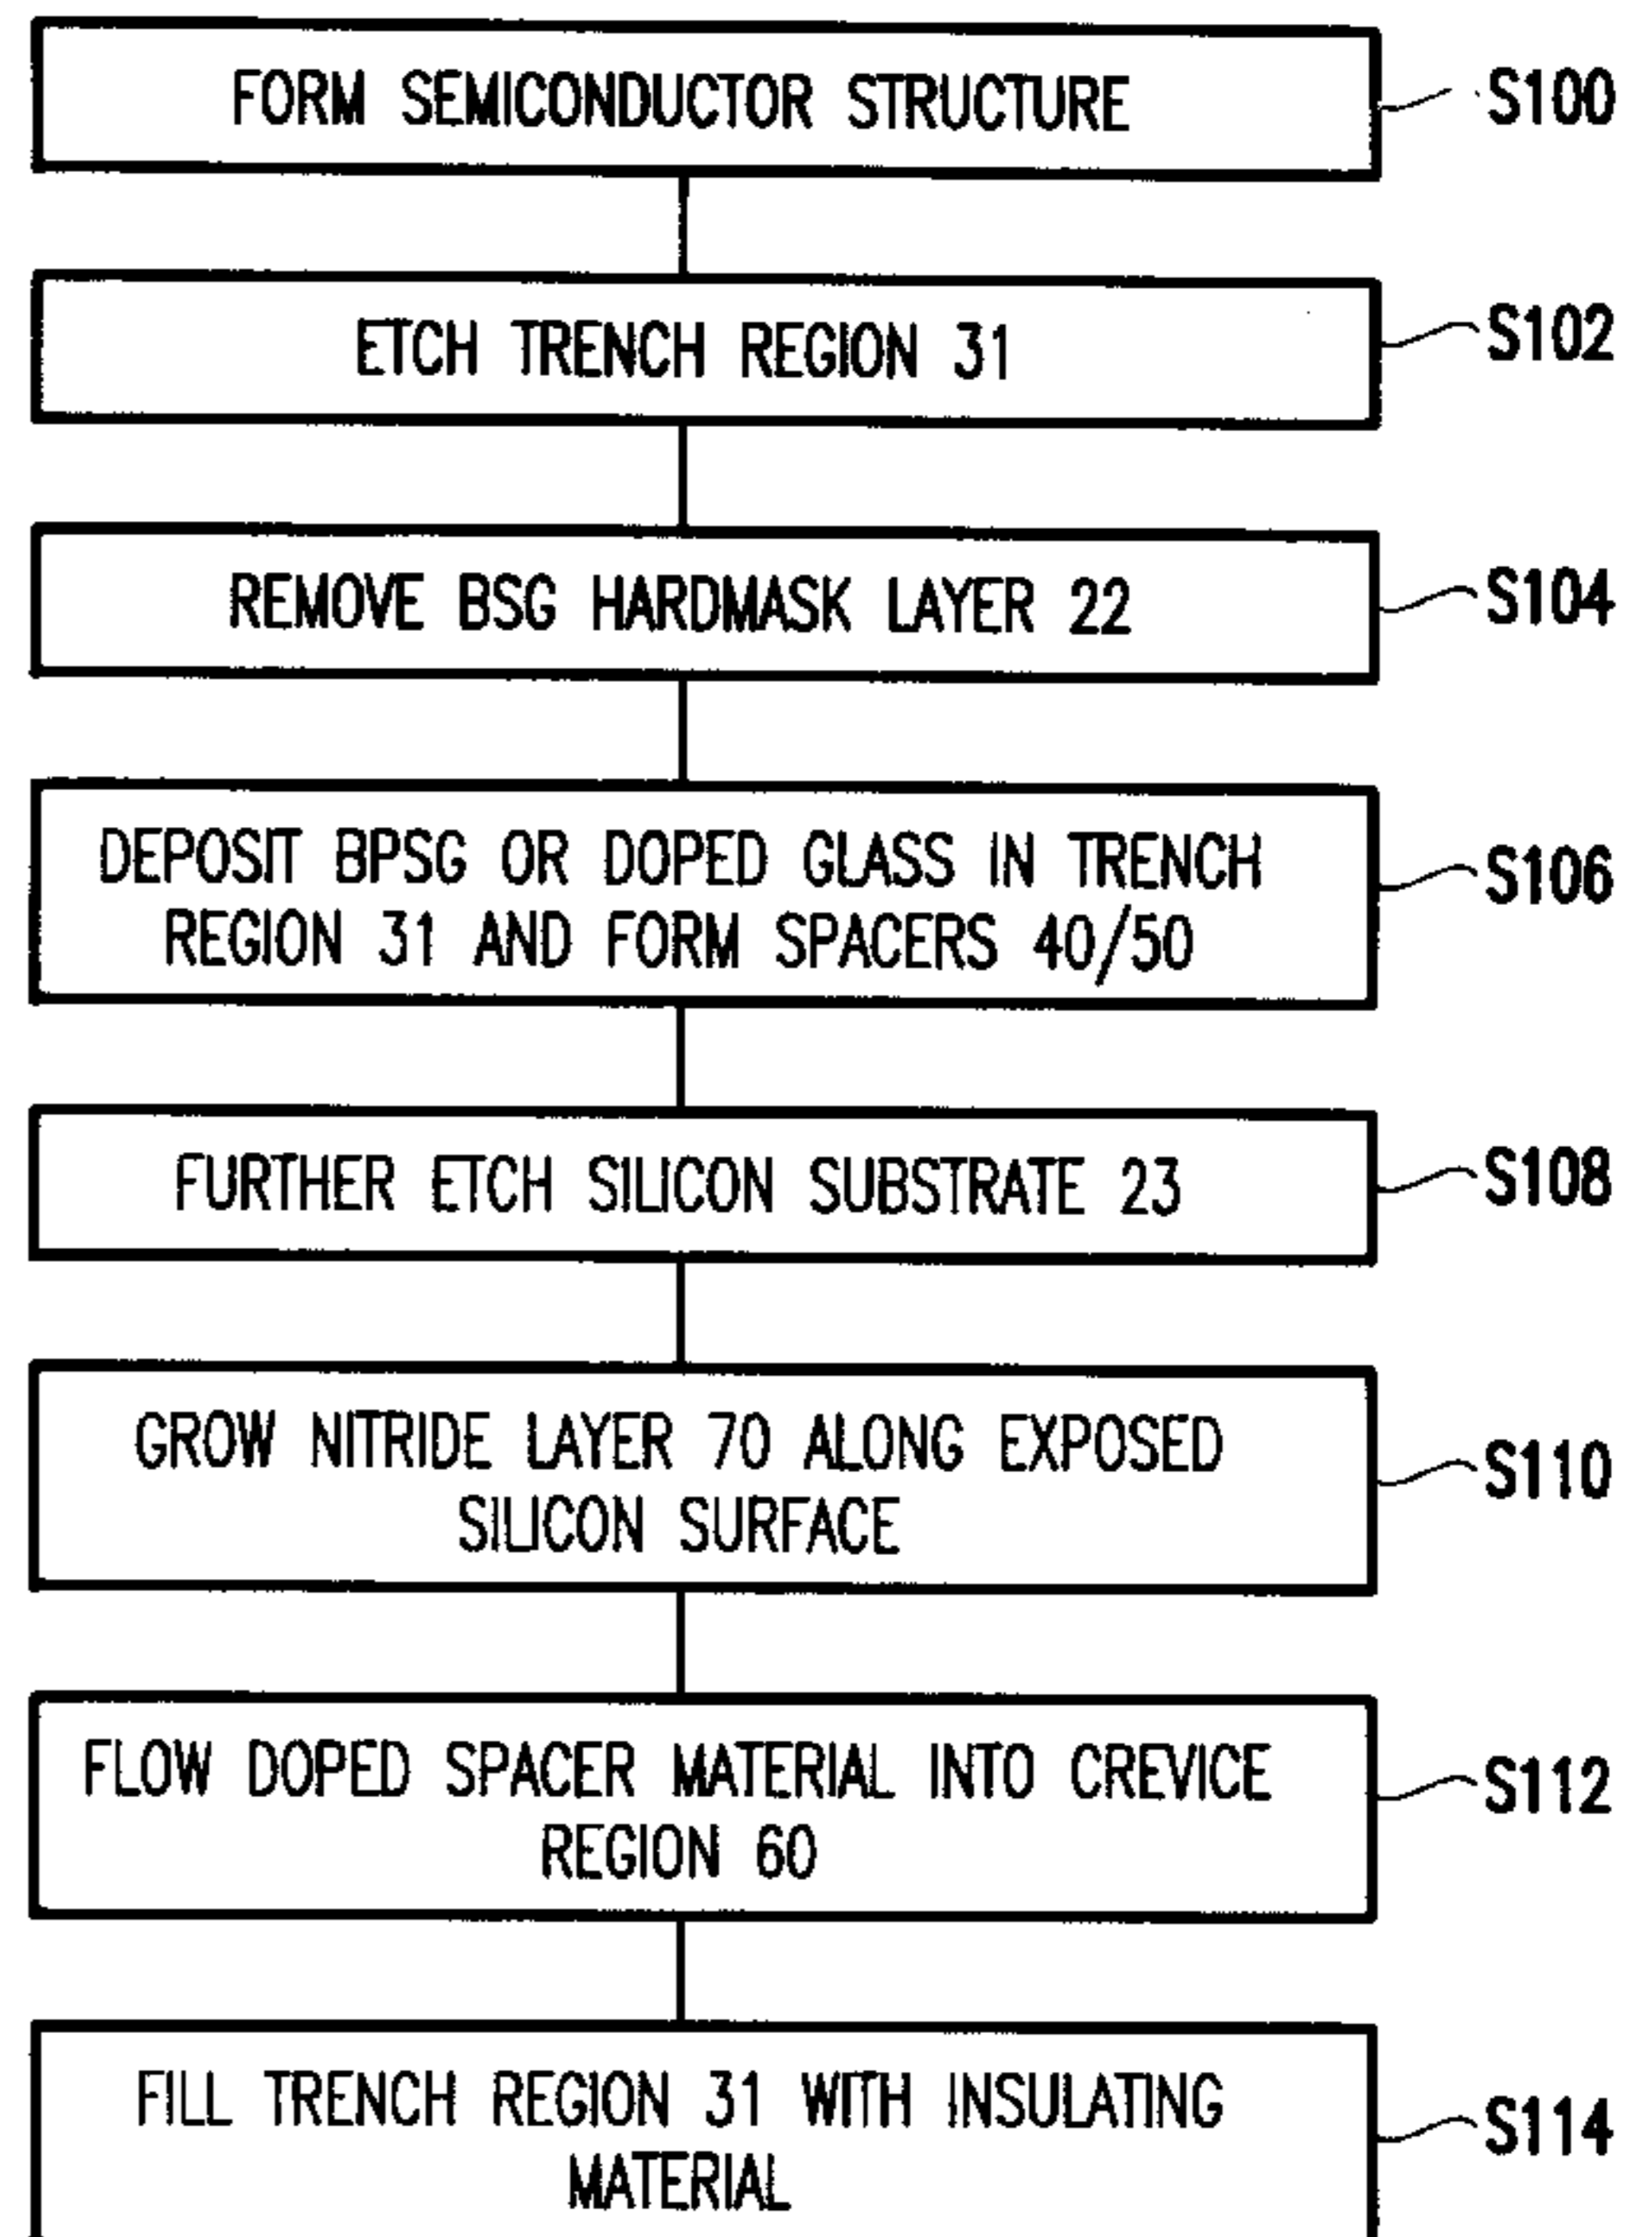 FORM SEMICONDUCTOR STRUCTURE
S100
ETCH TRENCH REGION 31
S102
REMOVE BSG HARDMASK LAYER 22
S104
DEPOSIT BPSG OR DOPED GLASS IN TRENCH
REGION 31 AND FORM SPACERS 40/50
S106
FURTHER ETCH SILICON SUBSTRATE 23
S108
GROW NITRIDE LAYER 70 ALONG EXPOSED
SILICON SURFACE
S110
FLOW DOPED SPACER MATERIAL INTO CREVICE
REGION 60
S112
FILL TRENCH REGION 31 WITH INSULATING
MATERIAL
S114